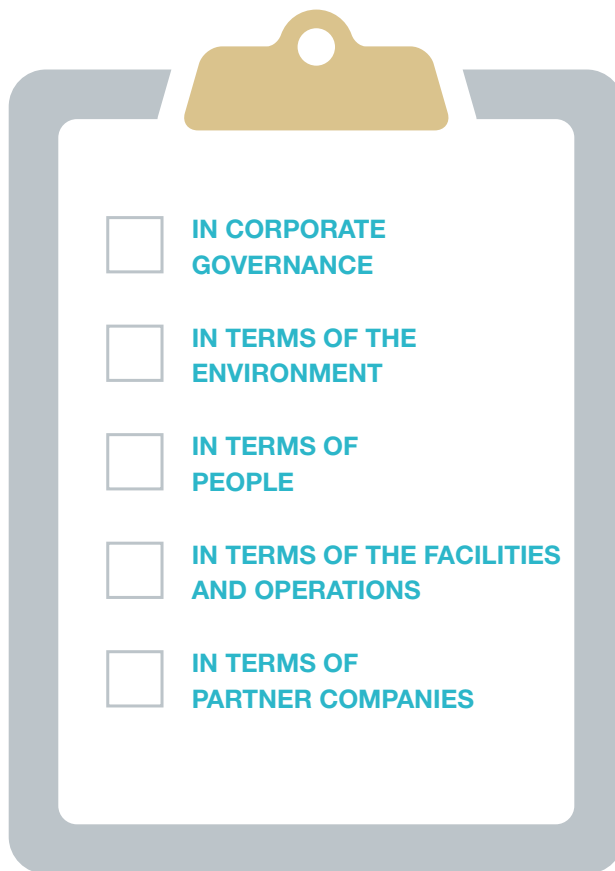 IN CORPORATE
GOVERNANCE
IN TERMS OF THE
ENVIRONMENT
IN TERMS OF
PEOPLE
IN TERMS OF THE FACILITIES
AND OPERATIONS
IN TERMS OF
PARTNER COMPANIES